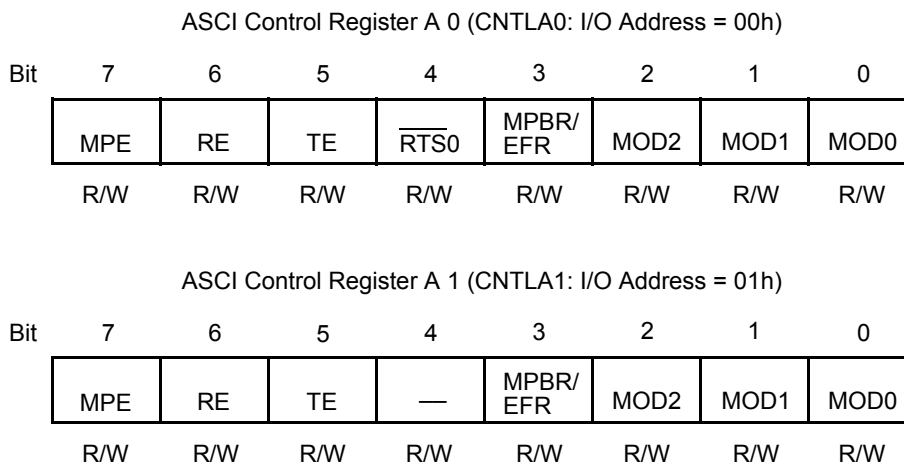 ASCI Control Register A 0 (CNTLA0: I/O Address = 00h)
Bit 7 6 5 4 3 2 1 0
MPE RE TE R̅T̅S̅0 MPBR/EFR MOD2 MOD1 MOD0
R/W R/W R/W R/W R/W R/W R/W R/W
ASCI Control Register A 1 (CNTLA1: I/O Address = 01h)
Bit 7 6 5 4 3 2 1 0
MPE RE TE — MPBR/EFR MOD2 MOD1 MOD0
R/W R/W R/W R/W R/W R/W R/W R/W